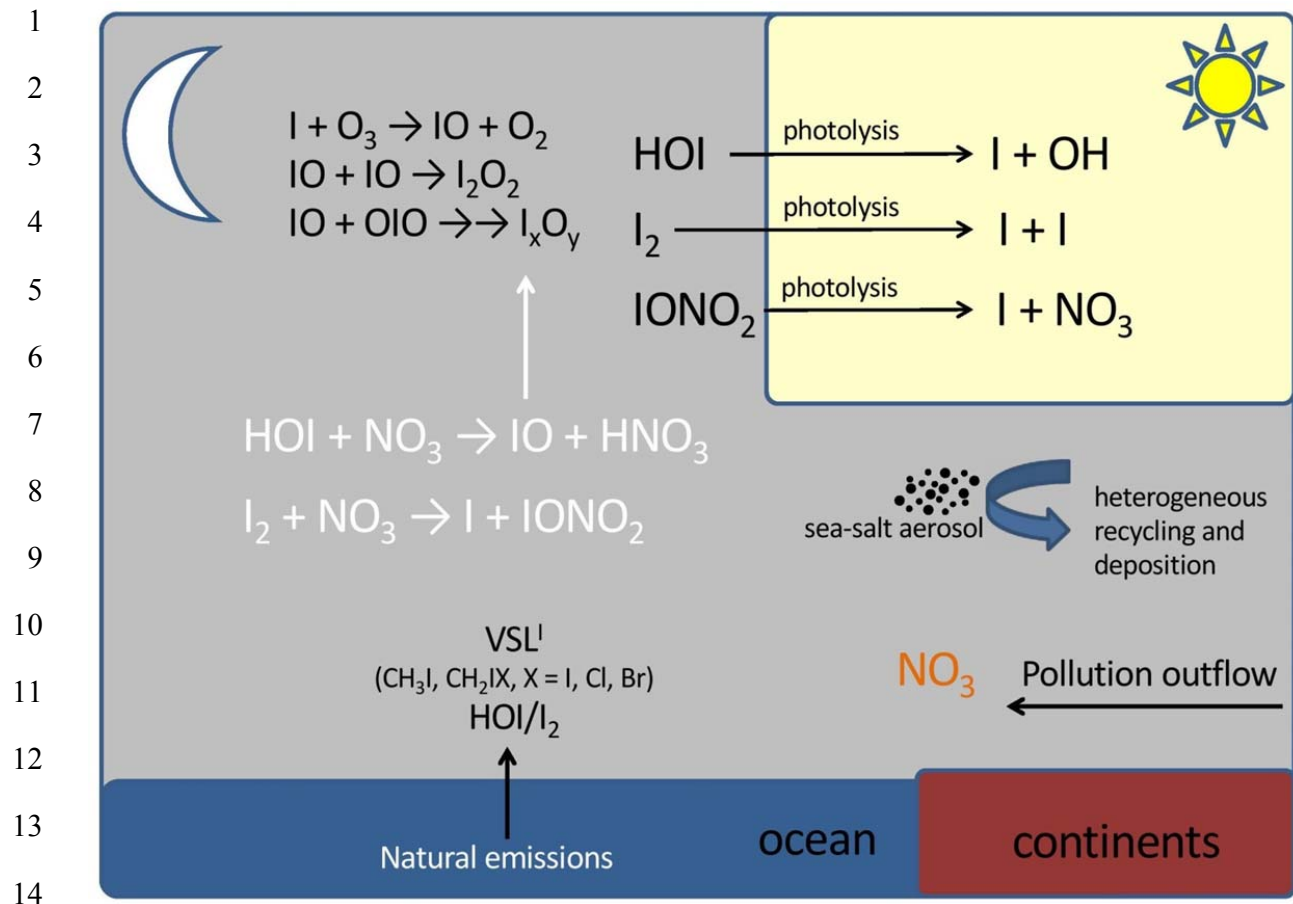 1
2
3
4
5
6
7
8
9
10
11
12
13
14
I + O₃ → IO + O₂
IO + IO → I₂O₂
IO + OIO →→ IₓOᵧ
HOI photolysis → I + OH
I₂ photolysis → I + I
IONO₂ photolysis → I + NO₃
HOI + NO₃ → IO + HNO₃
I₂ + NO₃ → I + IONO₂
sea-salt aerosol
heterogeneous
recycling and
deposition
VSLᴵ
(CH₃I, CH₂IX, X = I, Cl, Br)
HOI/I₂
NO₃
Pollution outflow
Natural emissions
ocean
continents